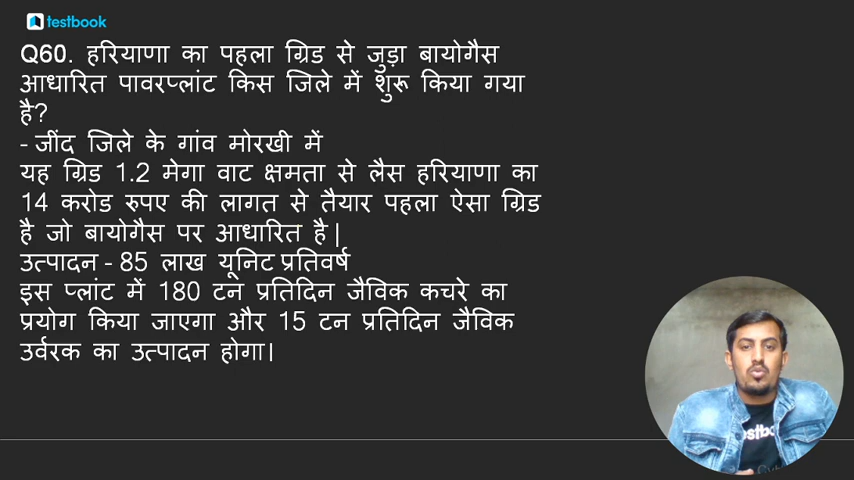 testbook
Q60. हरियाणा का पहला ग्रिड से जुड़ा बायोगैस
आधारित पावरप्लांट किस जिले में शुरू किया गया
है?
- जींद जिले के गांव मोरखी में
यह ग्रिड 1.2 मेगा वाट क्षमता से लैस हरियाणा का
14 करोड रुपए की लागत से तैयार पहला ऐसा ग्रिड
है जो बायोगैस पर आधारित है|
उत्पादन - 85 लाख यूनिट प्रतिवर्ष
इस प्लांट में 180 टन प्रतिदिन जैविक कचरे का
प्रयोग किया जाएगा और 15 टन प्रतिदिन जैविक
उर्वरक का उत्पादन होगा।